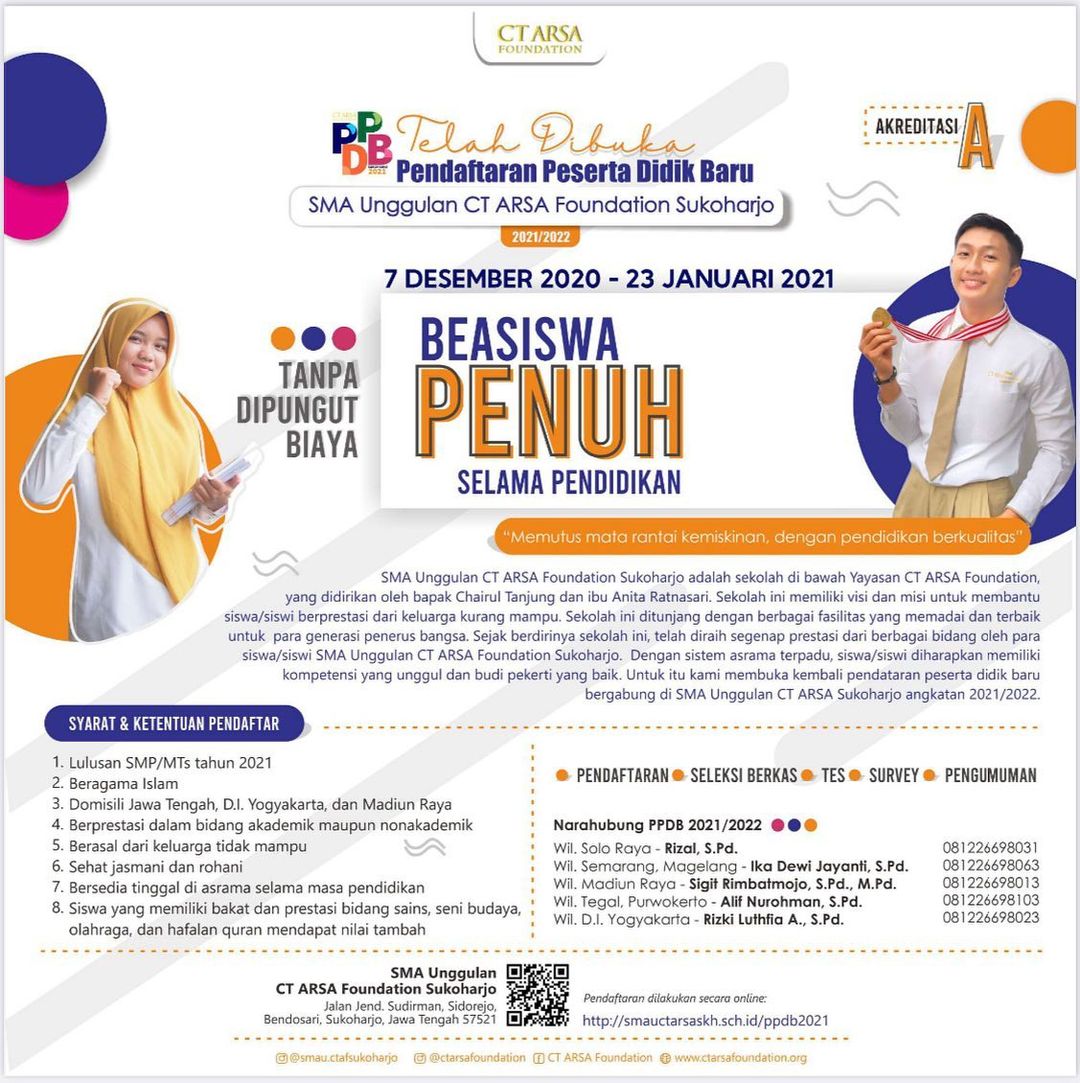 CT ARSA
FOUNDATION
CT ARSA
PPDB
2021
Telah Dibuka
Pendaftaran Peserta Didik Baru
SMA Unggulan CT ARSA Foundation Sukoharjo
2021/2022
AKREDITASI A
7 DESEMBER 2020 - 23 JANUARI 2021
TANPA
DIPUNGUT
BIAYA
BEASISWA
PENUH
SELAMA PENDIDIKAN
“Memutus mata rantai kemiskinan, dengan pendidikan berkualitas”
SMA Unggulan CT ARSA Foundation Sukoharjo adalah sekolah di bawah Yayasan CT ARSA Foundation,
yang didirikan oleh bapak Chairul Tanjung dan ibu Anita Ratnasari. Sekolah ini memiliki visi dan misi untuk membantu
siswa/siswi berprestasi dari keluarga kurang mampu. Sekolah ini ditunjang dengan berbagai fasilitas yang memadai dan terbaik
untuk para generasi penerus bangsa. Sejak berdirinya sekolah ini, telah diraih segenap prestasi dari berbagai bidang oleh para
siswa/siswi SMA Unggulan CT ARSA Foundation Sukoharjo. Dengan sistem asrama terpadu, siswa/siswi diharapkan memiliki
kompetensi yang unggul dan budi pekerti yang baik. Untuk itu kami membuka kembali pendataran peserta didik baru
bergabung di SMA Unggulan CT ARSA Sukoharjo angkatan 2021/2022.
SYARAT & KETENTUAN PENDAFTAR
1. Lulusan SMP/MTs tahun 2021
2. Beragama Islam
3. Domisili Jawa Tengah, D.I. Yogyakarta, dan Madiun Raya
4. Berprestasi dalam bidang akademik maupun nonakademik
5. Berasal dari keluarga tidak mampu
6. Sehat jasmani dan rohani
7. Bersedia tinggal di asrama selama masa pendidikan
8. Siswa yang memiliki bakat dan prestasi bidang sains, seni budaya,
olahraga, dan hafalan quran mendapat nilai tambah
PENDAFTARAN SELEKSI BERKAS TES SURVEY PENGUMUMAN
Narahubung PPDB 2021/2022
Wil. Solo Raya - Rizal, S.Pd. 081226698031
Wil. Semarang, Magelang - Ika Dewi Jayanti, S.Pd. 081226698063
Wil. Madiun Raya - Sigit Rimbatmojo, S.Pd., M.Pd. 081226698013
Wil. Tegal, Purwokerto - Alif Nurohman, S.Pd. 081226698103
Wil. D.I. Yogyakarta - Rizki Luthfia A., S.Pd. 081226698023
SMA Unggulan
CT ARSA Foundation Sukoharjo
Jalan Jend. Sudirman, Sidorejo,
Bendosari, Sukoharjo, Jawa Tengah 57521
Pendaftaran dilakukan secara online:
http://smauctarsaskh.sch.id/ppdb2021
@smau.ctafsukoharjo @ctarsafoundation CT ARSA Foundation www.ctarsafoundation.org